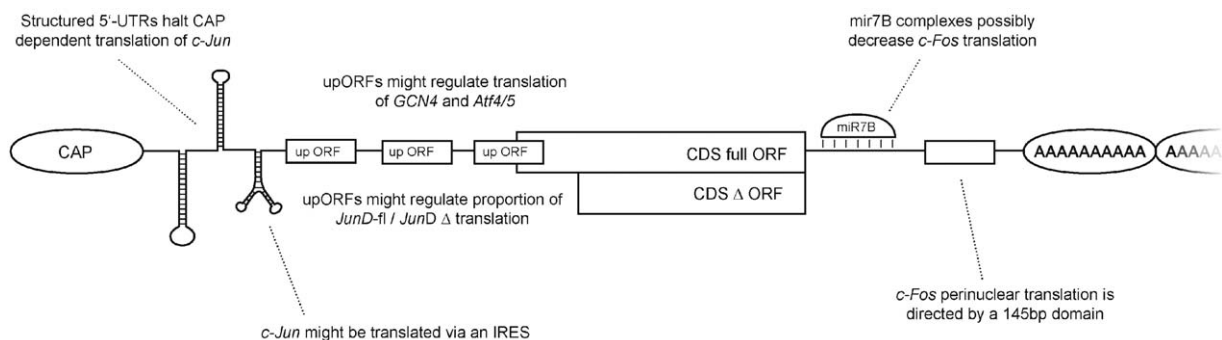 Structured 5'-UTRs halt CAP
dependent translation of c-Jun
mir7B complexes possibly
decrease c-Fos translation
upORFs might regulate translation
of GCN4 and Atf4/5
CAP
up ORF
up ORF
up ORF
CDS full ORF
miR7B
AAAAAAAAAA
AAAAA
CDS Δ ORF
upORFs might regulate proportion of
JunD-fl / JunD Δ translation
c-Fos perinuclear translation is
directed by a 145bp domain
c-Jun might be translated via an IRES